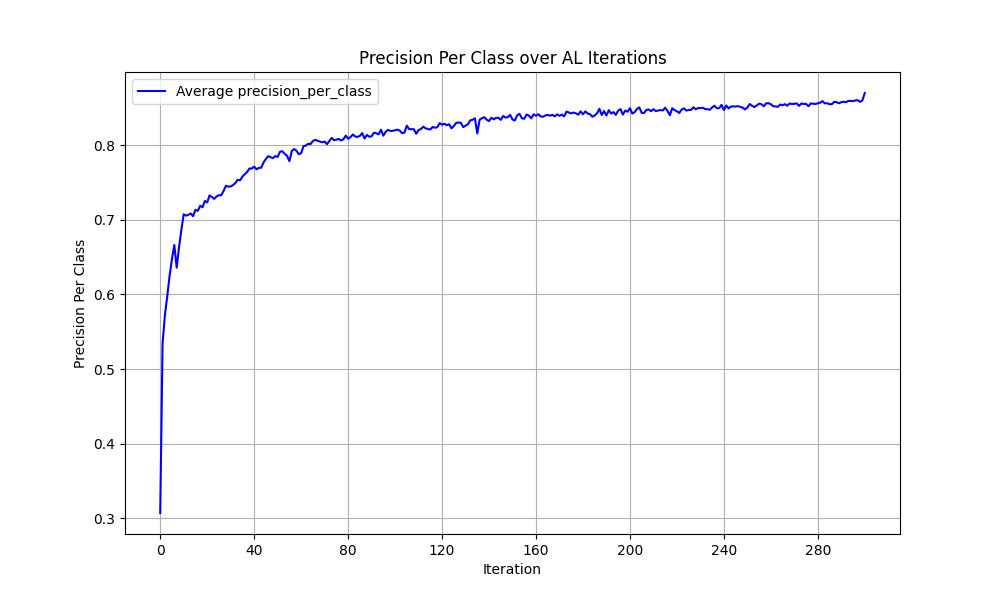 Precision Per Class over AL Iterations
Average precision_per_class
Precision Per Class
0.8
0.7
0.6
0.5
0.4
0.3
0 40 80 120 160 200 240 280
Iteration